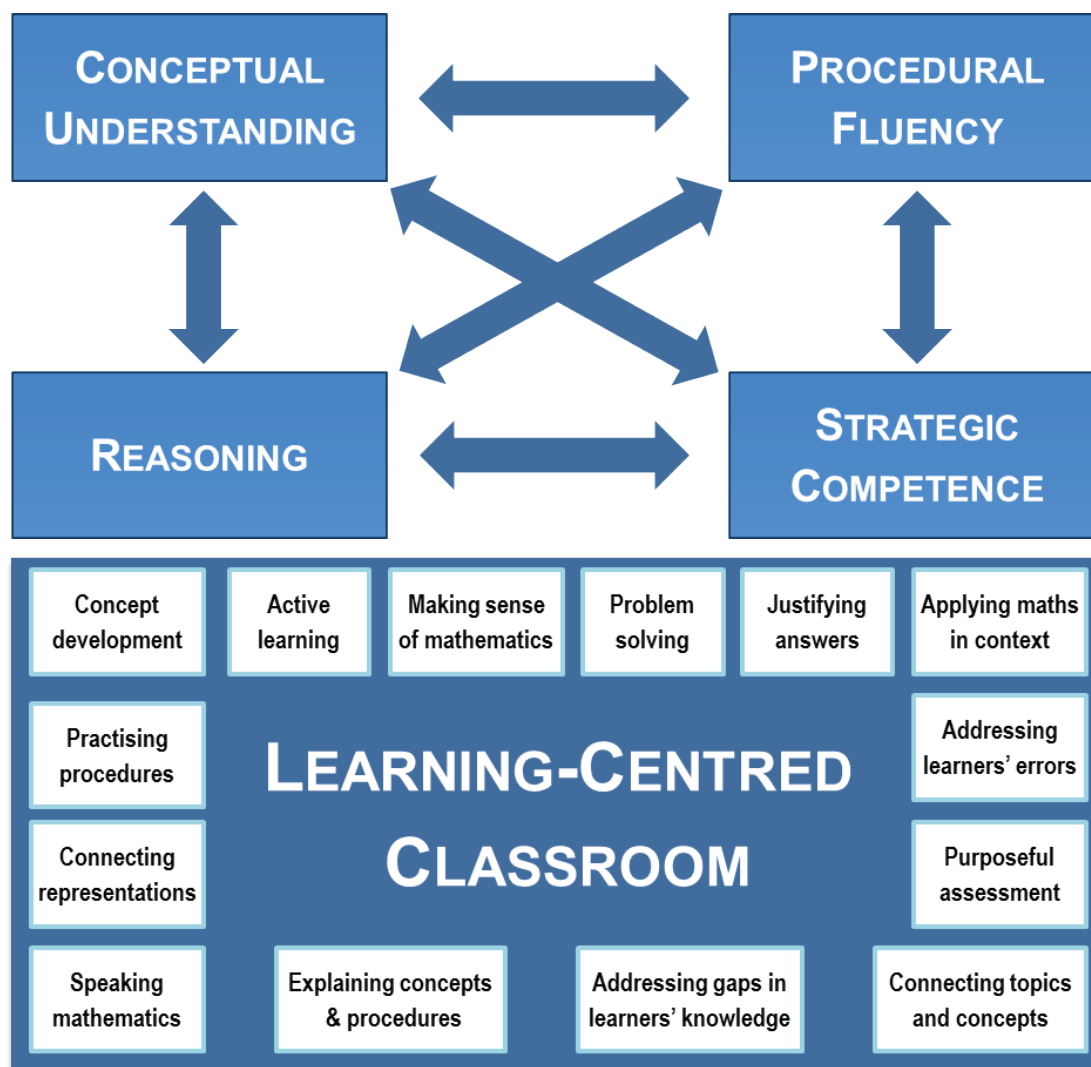 CONCEPTUAL
UNDERSTANDING
PROCEDURAL
FLUENCY
REASONING
STRATEGIC
COMPETENCE
Concept
development
Active
learning
Making sense
of mathematics
Problem
solving
Justifying
answers
Applying maths
in context
Practising
procedures
LEARNING-CENTRED
CLASSROOM
Addressing
learners’ errors
Connecting
representations
Purposeful
assessment
Speaking
mathematics
Explaining concepts
& procedures
Addressing gaps in
learners’ knowledge
Connecting topics
and concepts